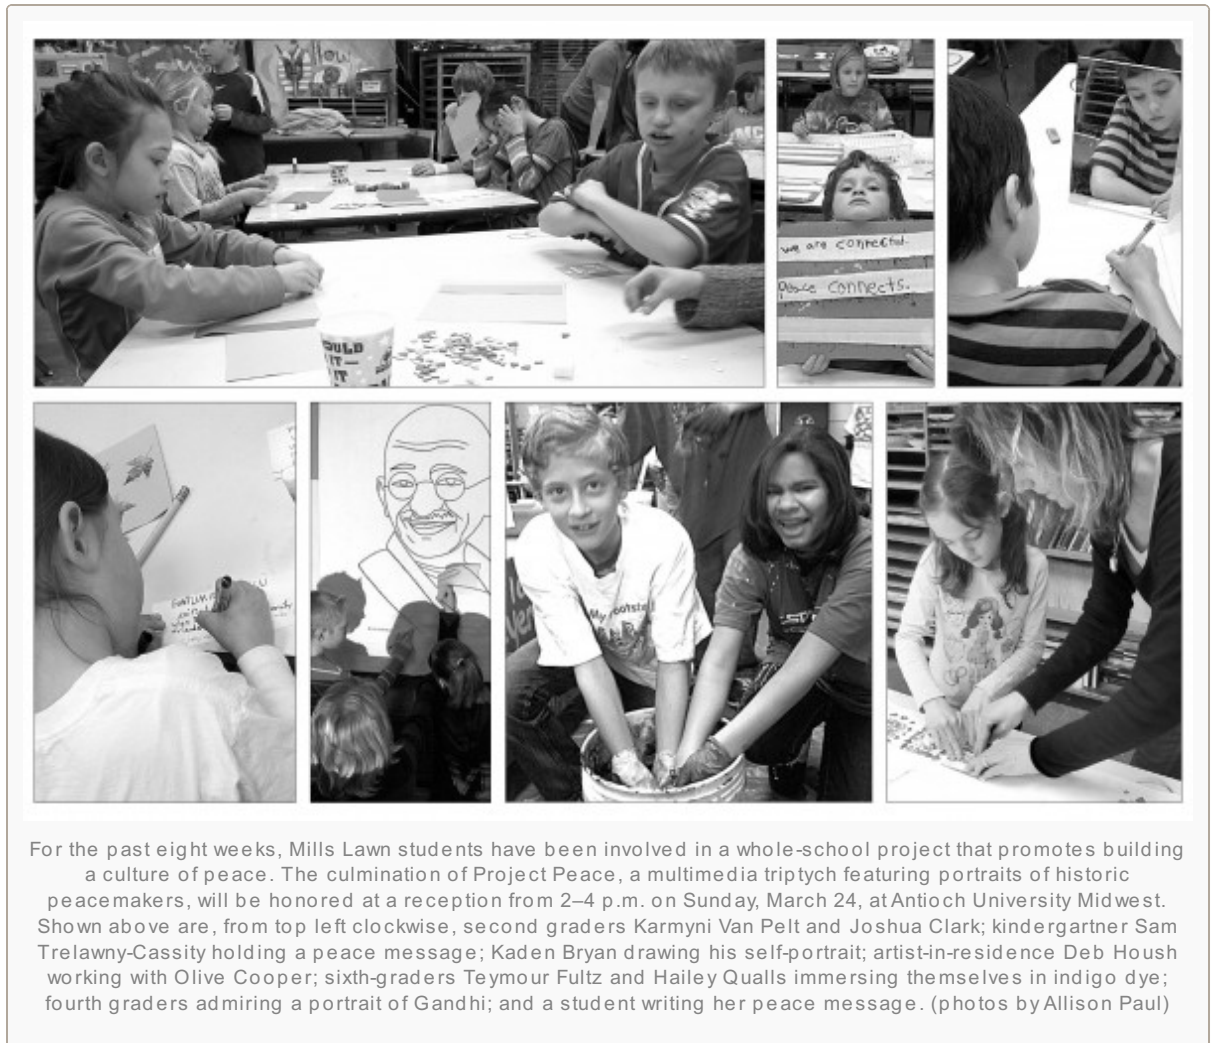 we are connected.
peace connects.
OULD
IT—
IT
My footste
For the past eight weeks, Mills Lawn students have been involved in a whole-school project that promotes building
a culture of peace. The culmination of Project Peace, a multimedia triptych featuring portraits of historic
peacemakers, will be honored at a reception from 2–4 p.m. on Sunday, March 24, at Antioch University Midwest.
Shown above are, from top left clockwise, second graders Karmyni Van Pelt and Joshua Clark; kindergartner Sam
Trelawny-Cassity holding a peace message; Kaden Bryan drawing his self-portrait; artist-in-residence Deb Housh
working with Olive Cooper; sixth-graders Teymour Fultz and Hailey Qualls immersing themselves in indigo dye;
fourth graders admiring a portrait of Gandhi; and a student writing her peace message. (photos by Allison Paul)